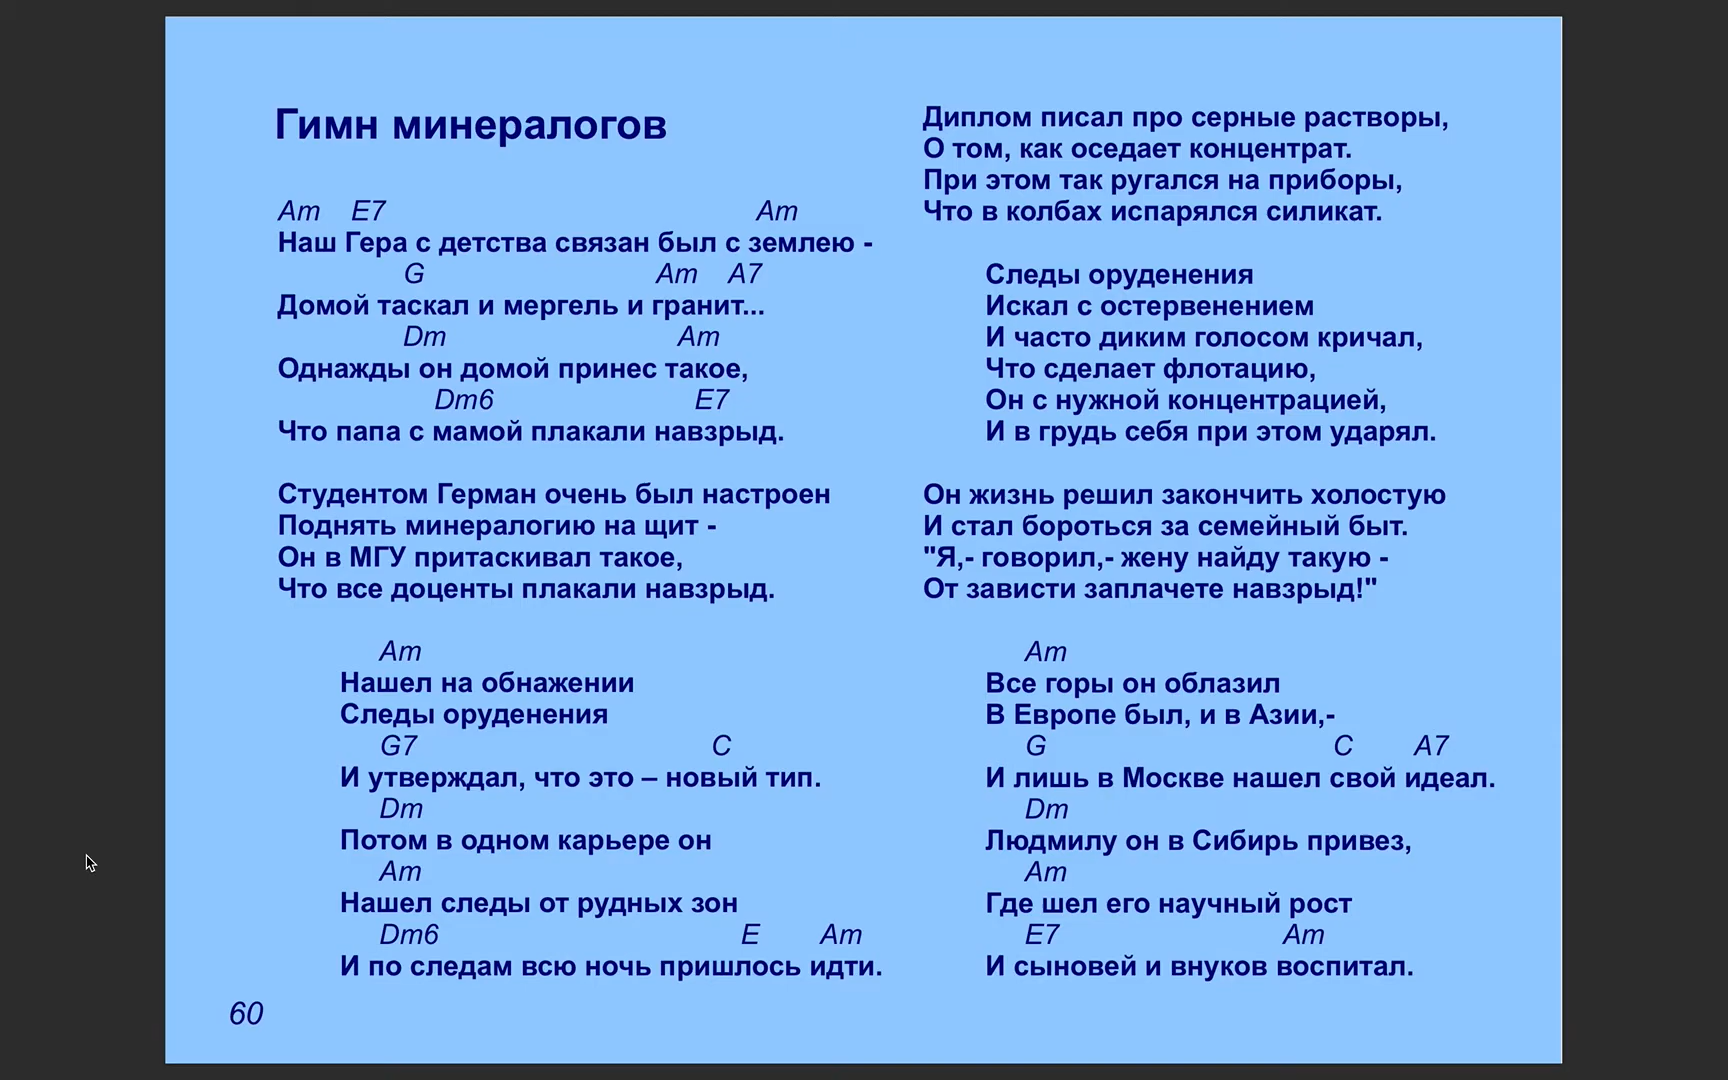 Гимн минералогов
Am E7 Am
Наш Гера с детства связан был с землею -
G Am A7
Домой таскал и мергель и гранит...
Dm Am
Однажды он домой принес такое,
Dm6 E7
Что папа с мамой плакали навзрыд.
Студентом Герман очень был настроен
Поднять минералогию на щит -
Он в МГУ притаскивал такое,
Что все доценты плакали навзрыд.
Am
Нашел на обнажении
Следы оруденения
G7 C
И утверждал, что это – новый тип.
Dm
Потом в одном карьере он
Am
Нашел следы от рудных зон
Dm6 E Am
И по следам всю ночь пришлось идти.
Диплом писал про серные растворы,
О том, как оседает концентрат.
При этом так ругался на приборы,
Что в колбах испарялся силикат.
Следы оруденения
Искал с остервенением
И часто диким голосом кричал,
Что сделает флотацию,
Он с нужной концентрацией,
И в грудь себя при этом ударял.
Он жизнь решил закончить холостую
И стал бороться за семейный быт.
"Я,- говорил,- жену найду такую -
От зависти заплачете навзрыд!"
Am
Все горы он облазил
В Европе был, и в Азии,-
G C A7
И лишь в Москве нашел свой идеал.
Dm
Людмилу он в Сибирь привез,
Am
Где шел его научный рост
E7 Am
И сыновей и внуков воспитал.
60